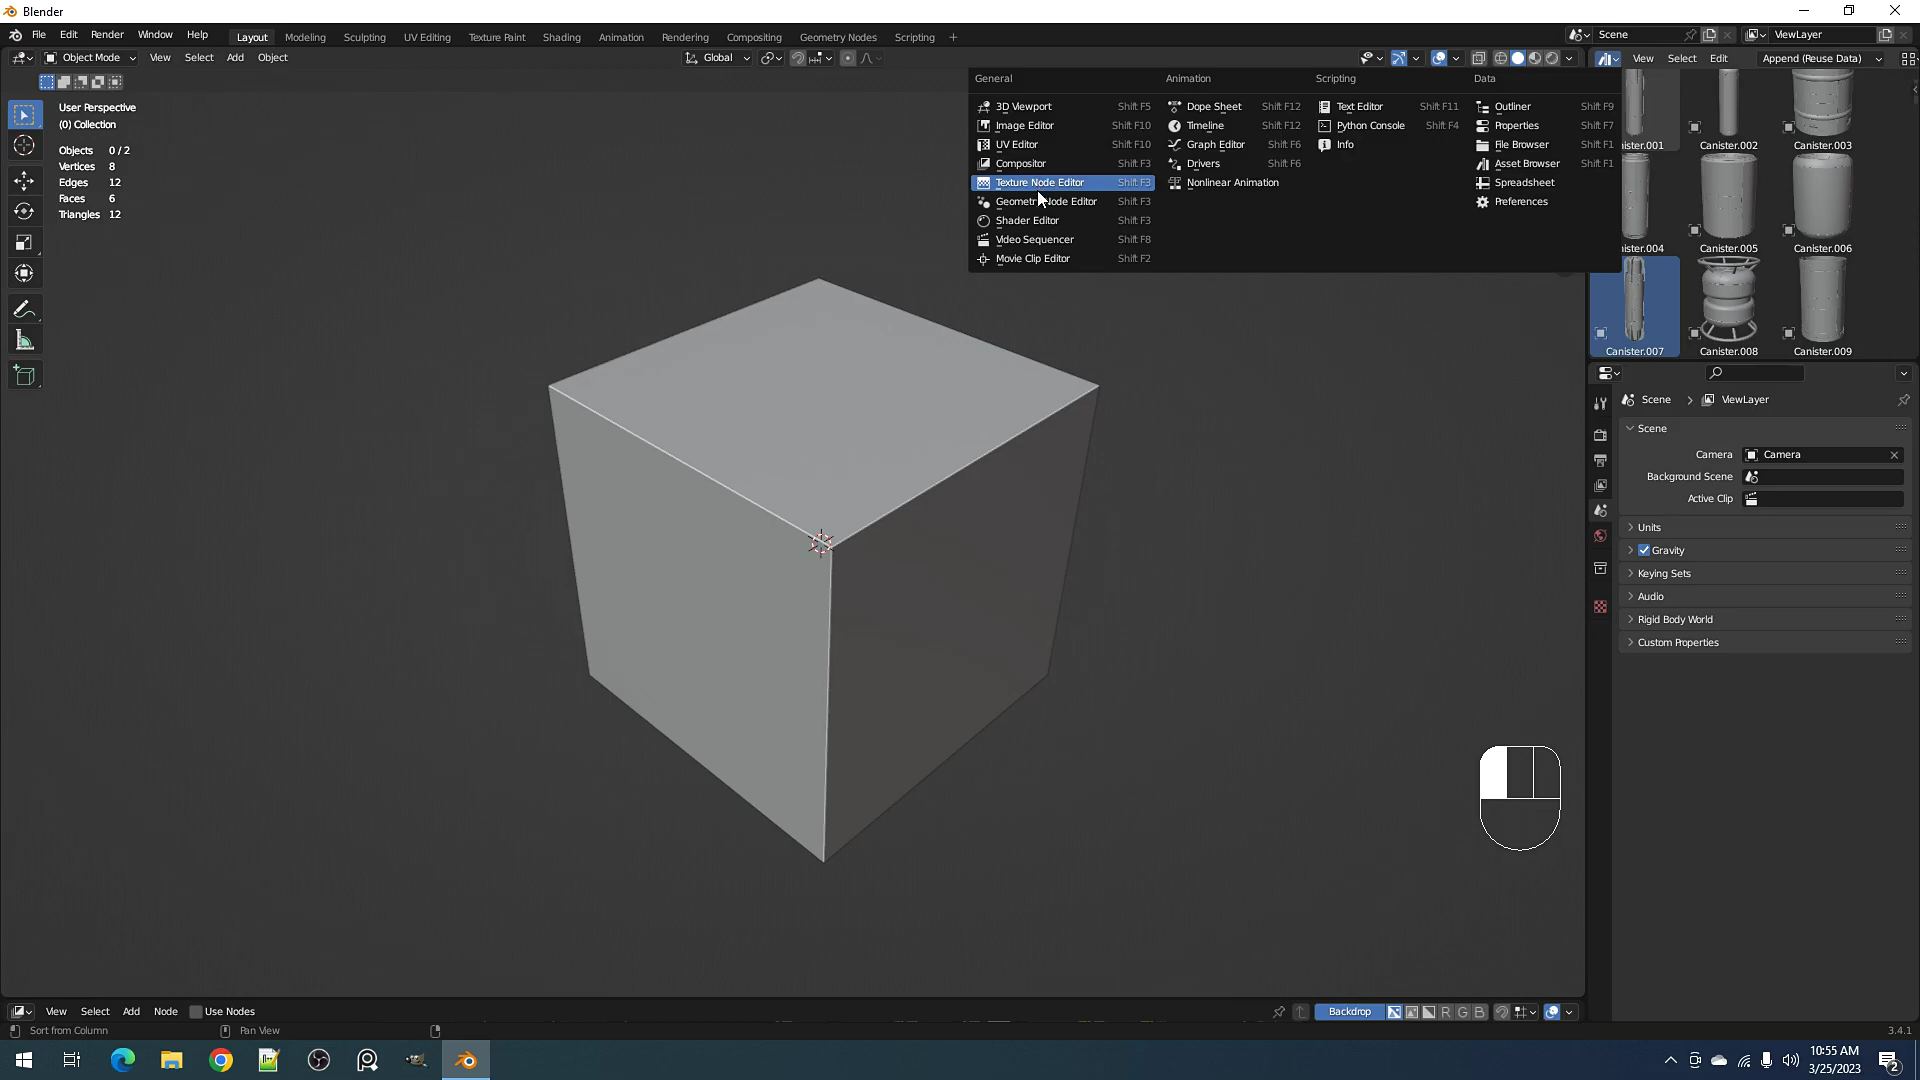 Blender
File Edit Render Window Help Layout Modeling Sculpting UV Editing Texture Paint Shading Animation Rendering Compositing Geometry Nodes Scripting + Scene ViewLayer
Object Mode View Select Add Object Global View Select Edit Append (Reuse Data)
User Perspective
(0) Collection
Objects 0/2
Vertices 8
Edges 12
Faces 6
Triangles 12
General
3D Viewport Shift F5
Image Editor Shift F10
UV Editor Shift F10
Compositor Shift F3
Texture Node Editor Shift F3
Node Editor Shift F3
Shader Editor Shift F3
Video Sequencer Shift F8
Movie Clip Editor Shift F2
Animation
Dope Sheet Shift F12
Timeline Shift F12
Graph Editor Shift F6
Drivers Shift F6
Nonlinear Animation
Scripting
Text Editor Shift F11
Python Console Shift F4
Info
Data
Outliner Shift F9
Properties Shift F7
File Browser Shift F1
Asset Browser Shift F1
Spreadsheet
Preferences
ister.001 Canister.002 Canister.003
ister.004 Canister.005 Canister.006
Canister.007 Canister.008 Canister.009
Scene > ViewLayer
Scene
Camera Camera
Background Scene
Active Clip
Units
Gravity
Keying Sets
Audio
Rigid Body World
Custom Properties
View Select Add Node Use Nodes Backdrop R G B
Sort from Column Pan View 3.4.1
10:55 AM
3/25/2023
2